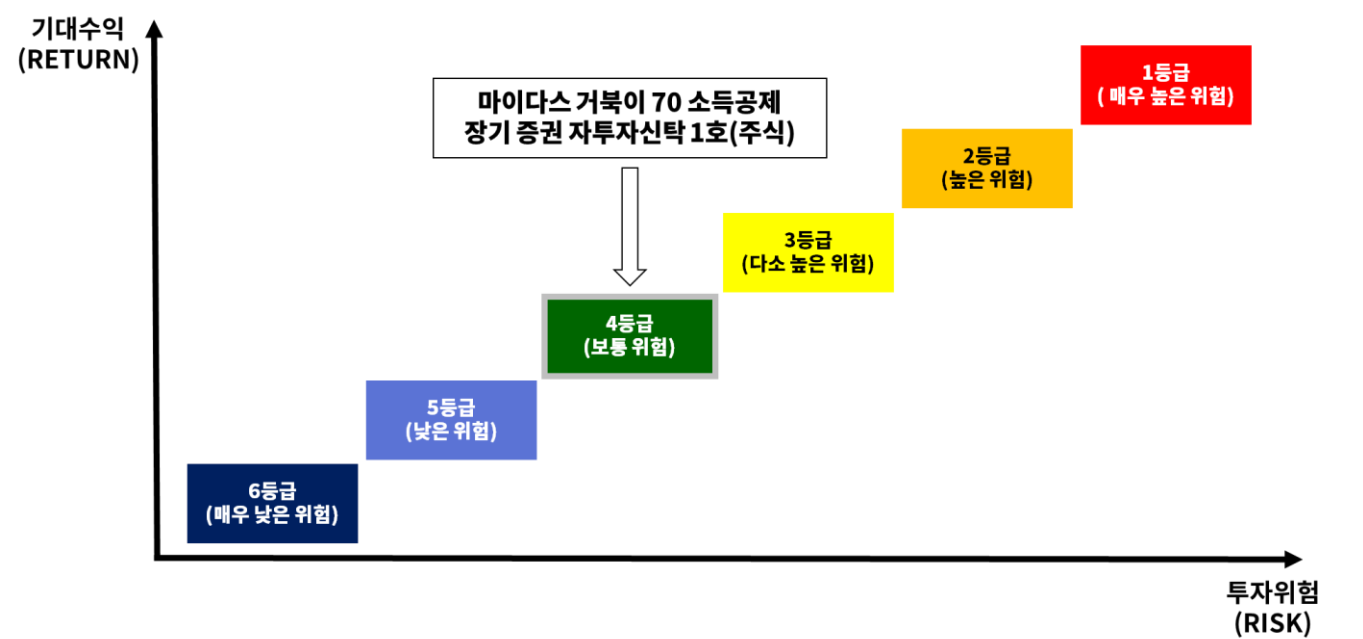 기대수익
(RETURN)
마이다스 거북이 70 소득공제
장기 증권 자투자신탁 1호(주식)
1등급
( 매우 높은 위험)
2등급
(높은 위험)
3등급
(다소 높은 위험)
4등급
(보통 위험)
5등급
(낮은 위험)
6등급
(매우 낮은 위험)
투자위험
(RISK)